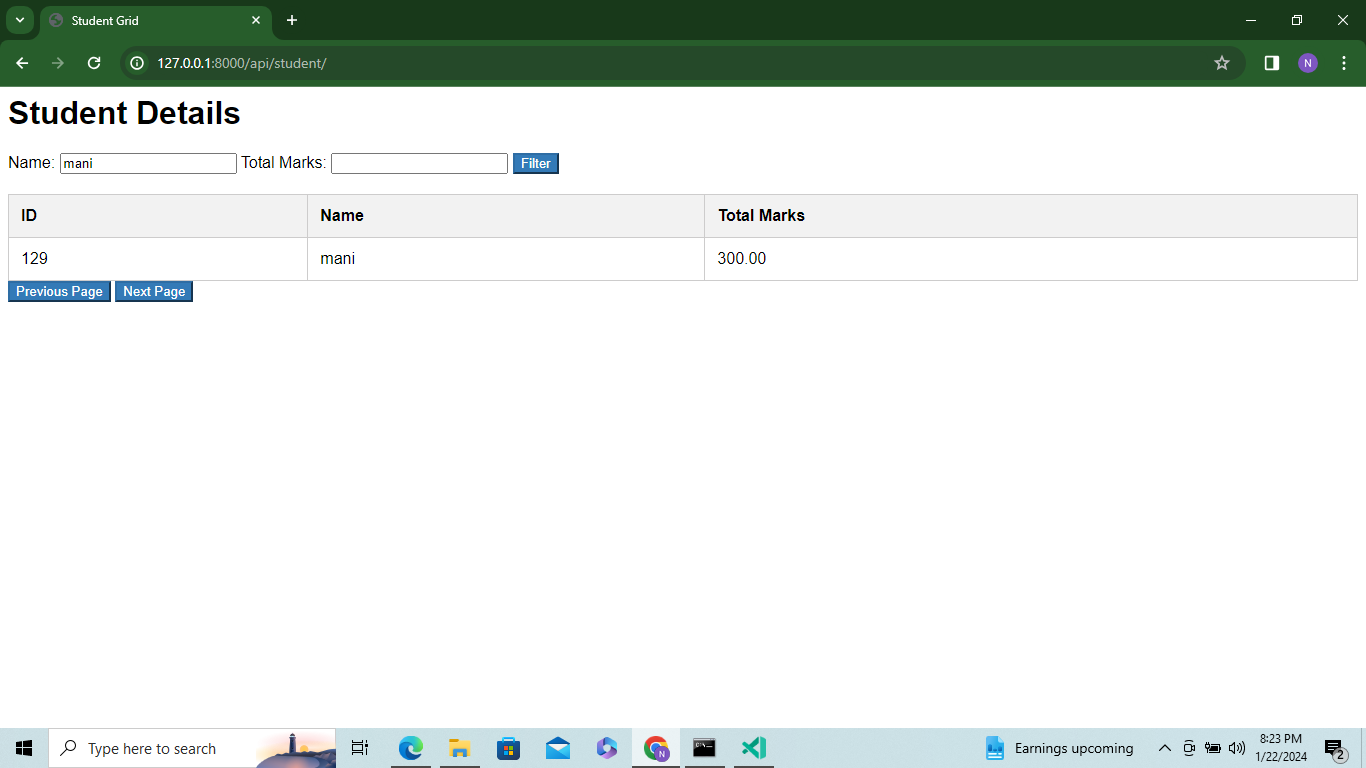 Student Grid
127.0.0.1:8000/api/student/
N
Student Details
Name: mani Total Marks: Filter
ID Name Total Marks
129 mani 300.00
Previous Page Next Page
Type here to search
N
Earnings upcoming
8:23 PM
1/22/2024
2